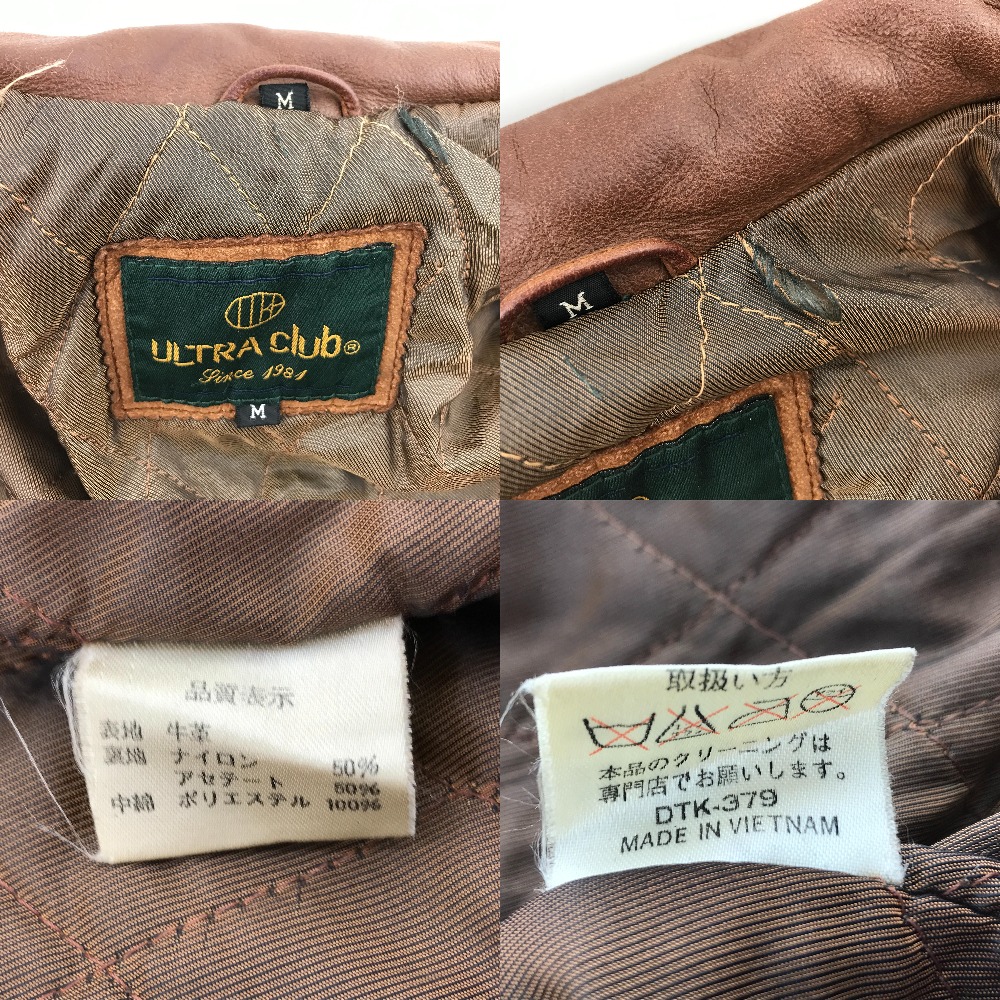 M
ULTRA Club®
Since 1981
M
M
品質表示
表地 牛革
裏地 ナイロン 50%
アセテート 50%
中綿 ポリエステル 100%
取扱い方
本品のクリーニングは
専門店でお願いします。
DTK-379
MADE IN VIETNAM